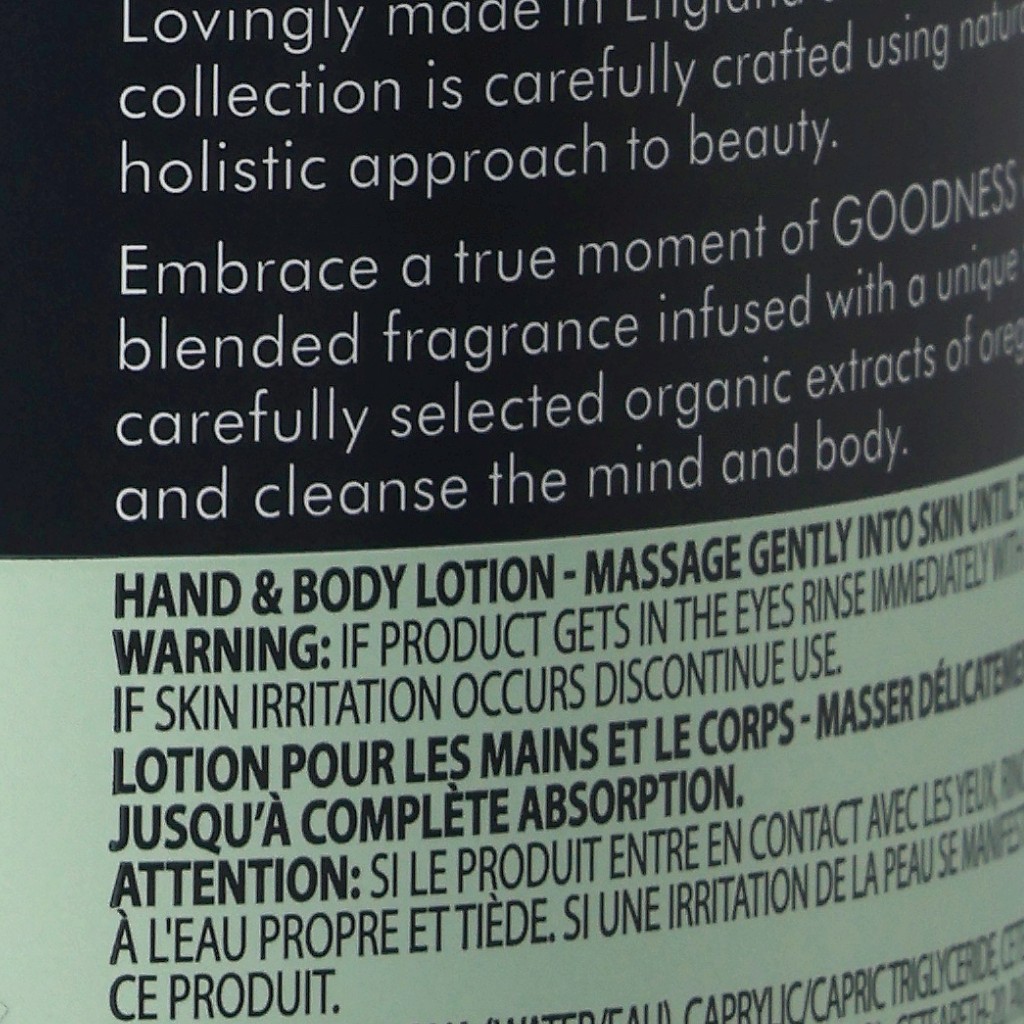 Lovingly made in England
collection is carefully crafted using
holistic approach to beauty.
Embrace a true moment of GOODNESS
blended fragrance infused with a unique
carefully selected organic extracts of
and cleanse the mind and body.
HAND & BODY LOTION - MASSAGE GENTLY INTO SKIN UNTIL
WARNING: IF PRODUCT GETS IN THE EYES RINSE IMMEDIATELY
IF SKIN IRRITATION OCCURS DISCONTINUE USE.
LOTION POUR LES MAINS ET LE CORPS - MASSER
JUSQU'À COMPLÈTE ABSORPTION.
ATTENTION: SI LE PRODUIT ENTRE EN CONTACT AVEC LES YEUX,
À L'EAU PROPRE ET TIÈDE. SI UNE IRRITATION DE LA PEAU SE
CE PRODUIT.
(WATER/EAU), CAPRYLIC/CAPRIC TRIGLYCERIDE,